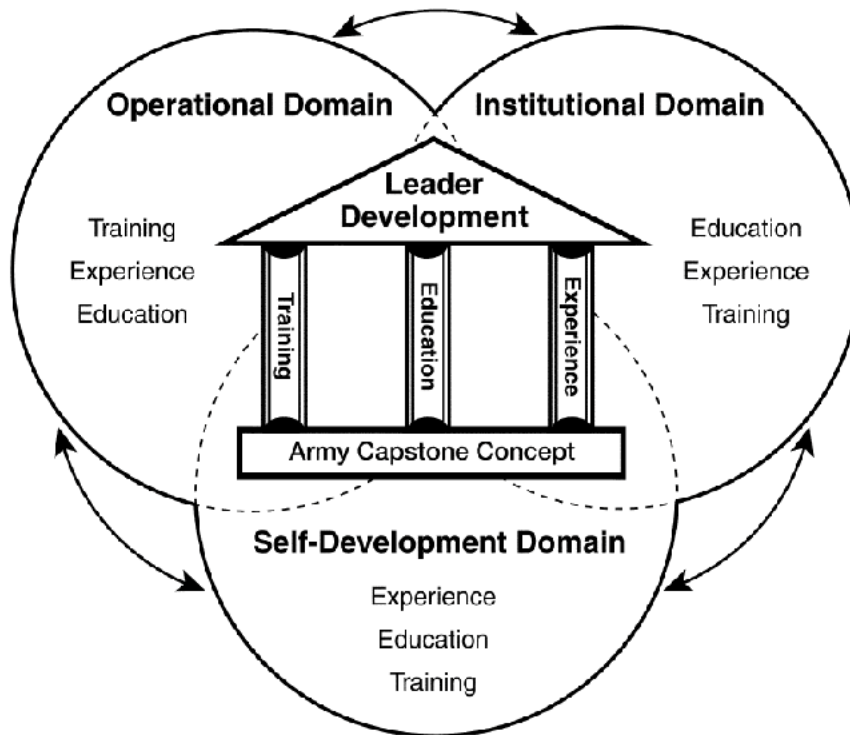 Operational Domain
Institutional Domain
Leader
Development
Training
Experience
Education
Education
Experience
Training
Training
Education
Experience
Army Capstone Concept
Self-Development Domain
Experience
Education
Training